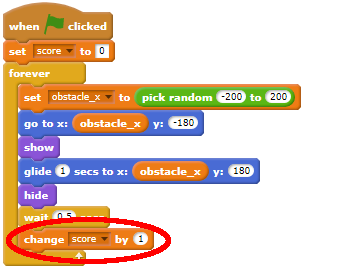 when clicked
set score to 0
forever
set obstacle_x to pick random -200 to 200
go to x: obstacle_x y: -180
show
glide 1 secs to x: obstacle_x y: 180
hide
wait 0.5 secs
change score by 1